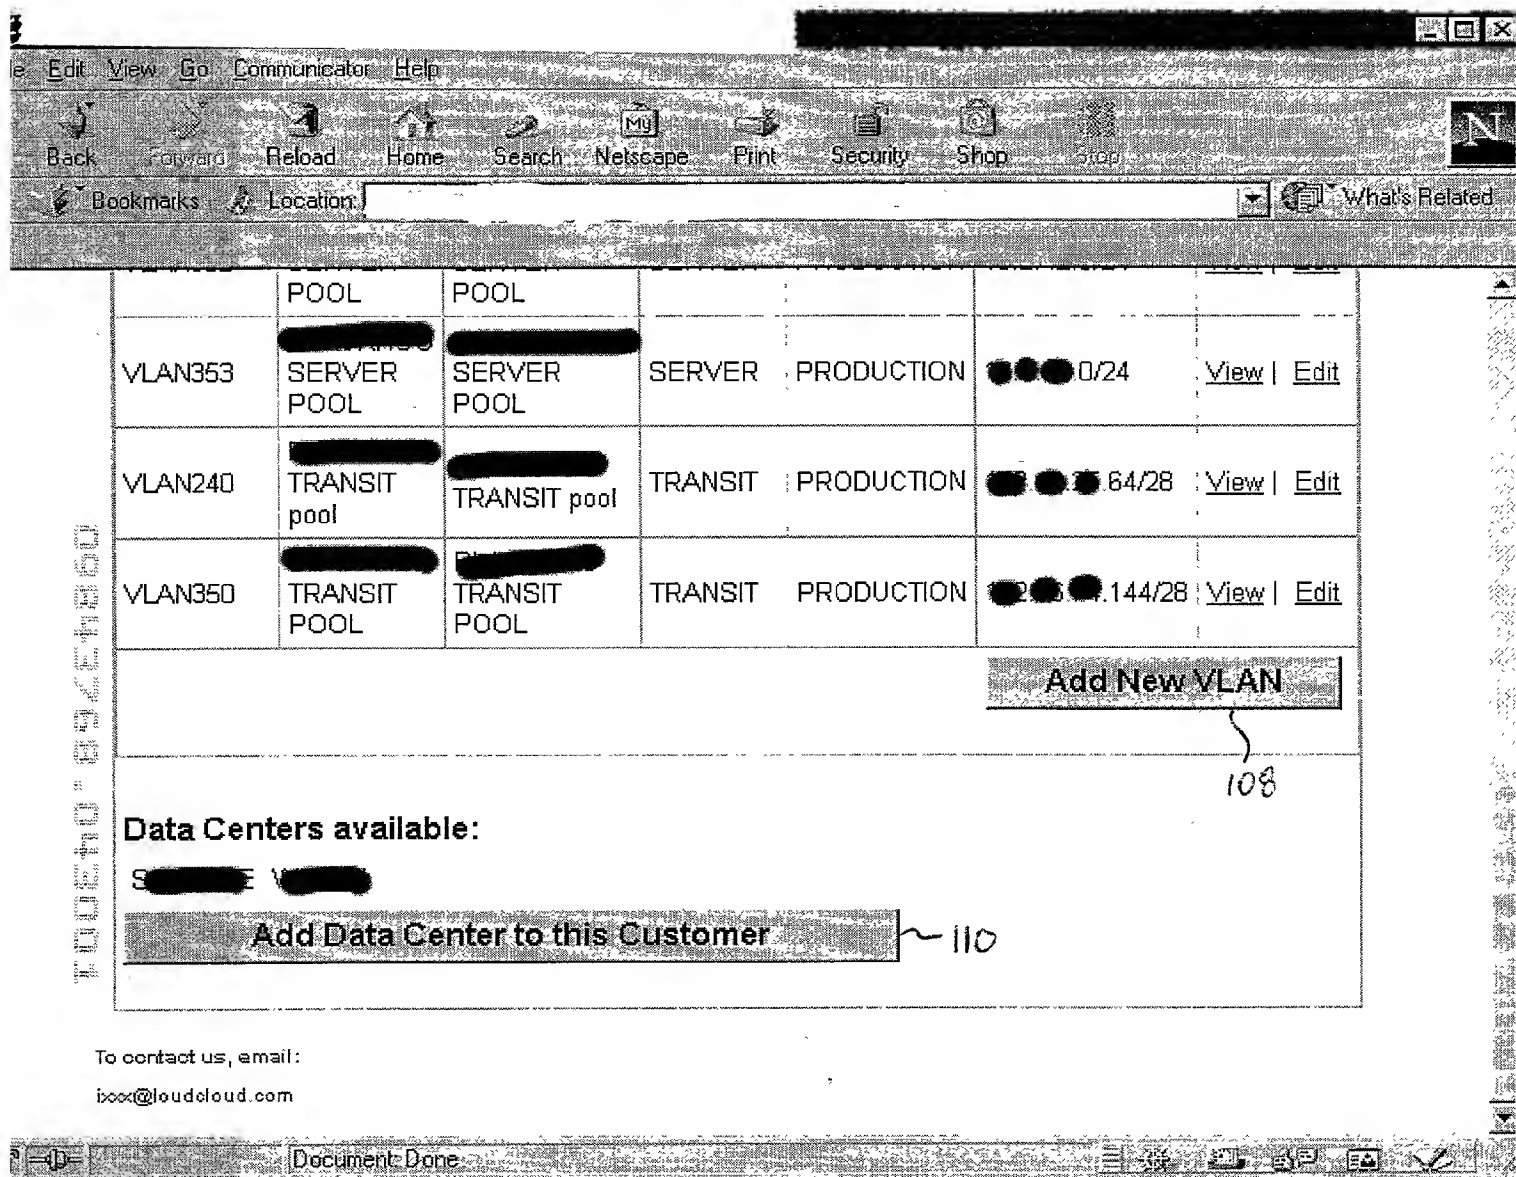 Edit View Go Communicator Help
Back Forward Reload Home Search Netscape Print Security Shop Stop
My
N
Bookmarks Location: What's Related
POOL POOL View | Edit
VLAN353 SERVER POOL SERVER POOL SERVER PRODUCTION 0/24 View | Edit
VLAN240 TRANSIT pool TRANSIT pool TRANSIT PRODUCTION .64/28 View | Edit
VLAN350 TRANSIT POOL TRANSIT POOL TRANSIT PRODUCTION .144/28 View | Edit
Add New VLAN
108
Data Centers available:
Add Data Center to this Customer 110
To contact us, email:
ixxx@loudcloud.com
Document: Done